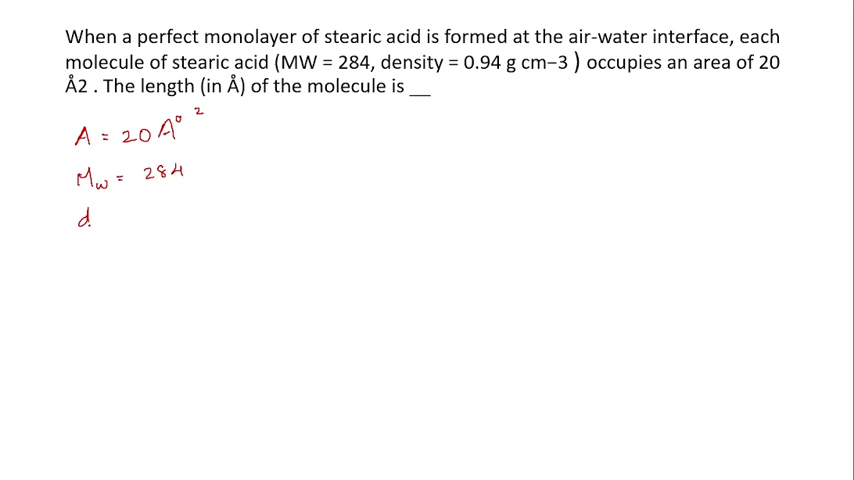 When a perfect monolayer of stearic acid is formed at the air-water interface, each
molecule of stearic acid (MW = 284, density = 0.94 g cm−3 ) occupies an area of 20
Å2 . The length (in Å) of the molecule is __
A = 20 A° 2
Mw = 284
d